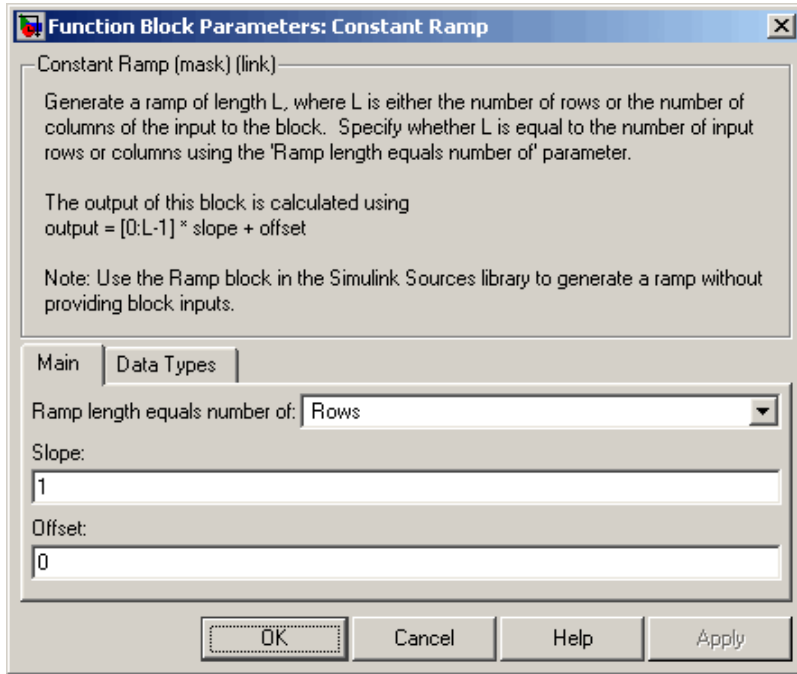 Function Block Parameters: Constant Ramp
Constant Ramp (mask) (link)
Generate a ramp of length L, where L is either the number of rows or the number of
columns of the input to the block.  Specify whether L is equal to the number of input
rows or columns using the 'Ramp length equals number of' parameter.
The output of this block is calculated using
output = [0:L-1] * slope + offset
Note: Use the Ramp block in the Simulink Sources library to generate a ramp without
providing block inputs.
Main Data Types
Ramp length equals number of: Rows
Slope:
1
Offset:
0
OK Cancel Help Apply